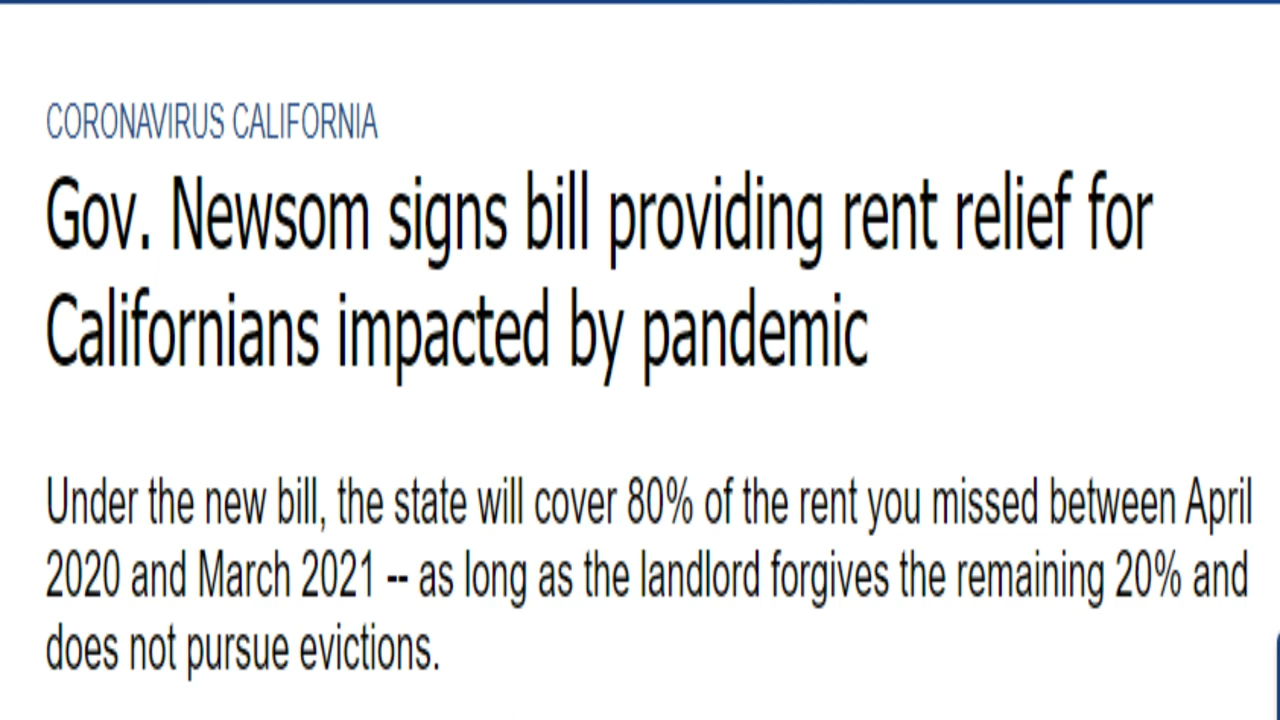 CORONAVIRUS CALIFORNIA
Gov. Newsom signs bill providing rent relief for
Californians impacted by pandemic
Under the new bill, the state will cover 80% of the rent you missed between April
2020 and March 2021 -- as long as the landlord forgives the remaining 20% and
does not pursue evictions.